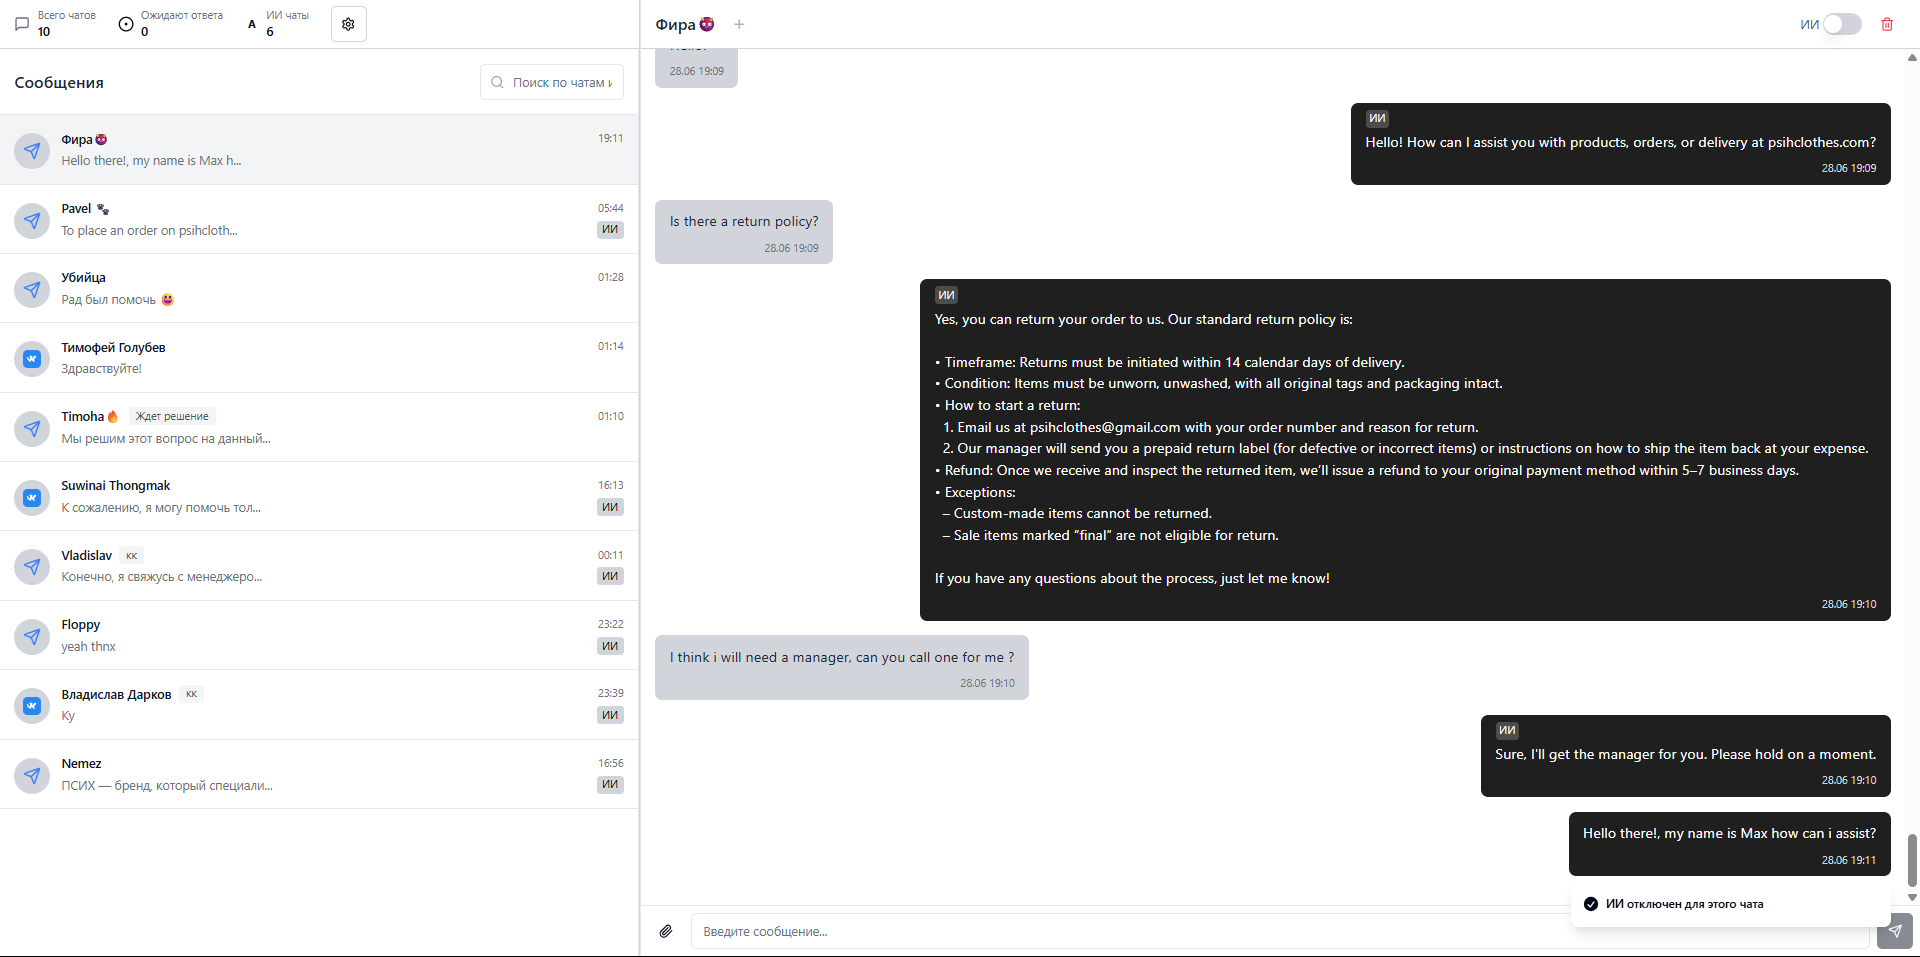 Всего чатов
10
Ожидают ответа
0
A
ИИ чаты
6
Сообщения
Поиск по чатам и
Фира
19:11
Hello there!, my name is Max h...
Pavel
05:44
To place an order on psihcloth...
ИИ
Убийца
01:28
Рад был помочь
Тимофей Голубев
01:14
Здравствуйте!
Timoha
Ждет решение
01:10
Мы решим этот вопрос на данный...
Suwinai Thongmak
16:13
К сожалению, я могу помочь тол...
ИИ
Vladislav
кк
00:11
Конечно, я свяжусь с менеджеро...
ИИ
Floppy
23:22
yeah thnx
ИИ
Владислав Дарков
кк
23:39
Ку
ИИ
Nemez
16:56
ПСИХ — бренд, который специали...
ИИ
Фира
ИИ
28.06 19:09
ИИ
Hello! How can I assist you with products, orders, or delivery at psihclothes.com?
28.06 19:09
Is there a return policy?
28.06 19:09
ИИ
Yes, you can return your order to us. Our standard return policy is:
• Timeframe: Returns must be initiated within 14 calendar days of delivery.
• Condition: Items must be unworn, unwashed, with all original tags and packaging intact.
• How to start a return:
1. Email us at psihclothes@gmail.com with your order number and reason for return.
2. Our manager will send you a prepaid return label (for defective or incorrect items) or instructions on how to ship the item back at your expense.
• Refund: Once we receive and inspect the returned item, we’ll issue a refund to your original payment method within 5–7 business days.
• Exceptions:
– Custom-made items cannot be returned.
– Sale items marked “final” are not eligible for return.
If you have any questions about the process, just let me know!
28.06 19:10
I think i will need a manager, can you call one for me ?
28.06 19:10
ИИ
Sure, I'll get the manager for you. Please hold on a moment.
28.06 19:10
Hello there!, my name is Max how can i assist?
28.06 19:11
ИИ отключен для этого чата
Введите сообщение...